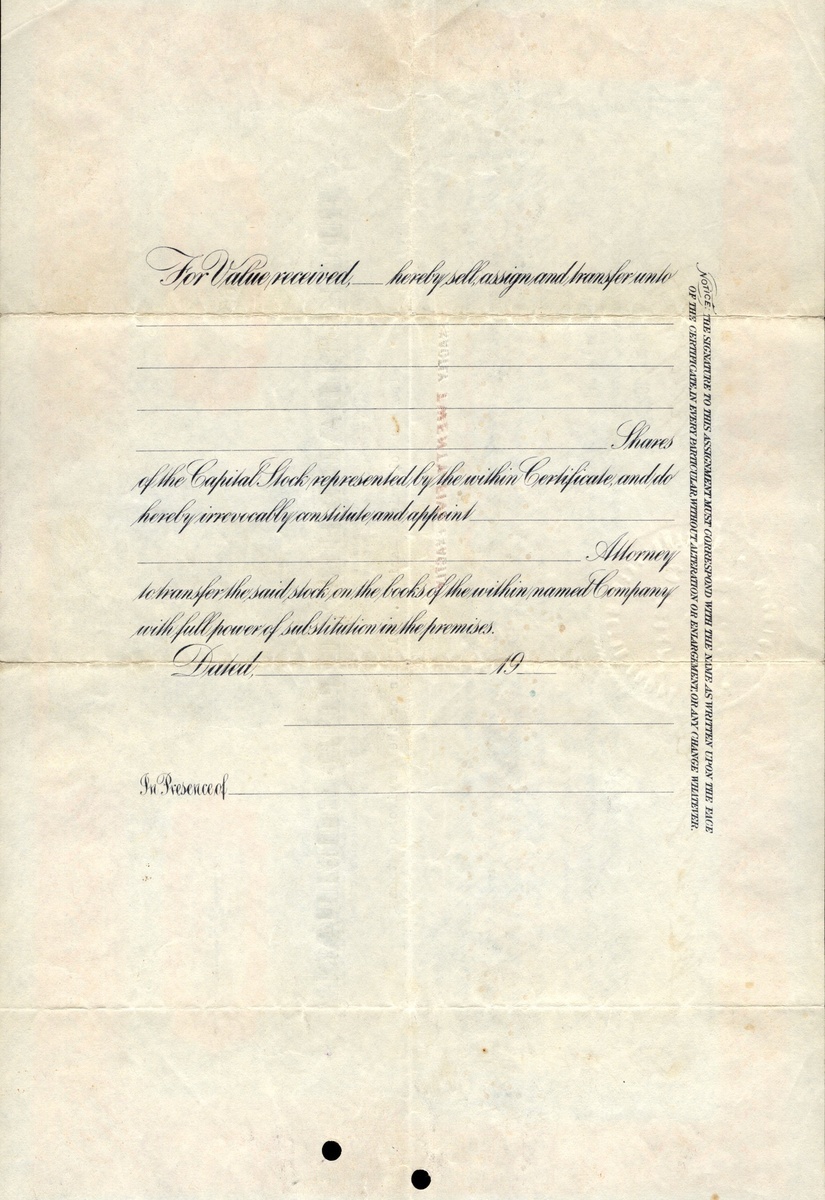 For Value received, hereby sell, assign and transfer unto
Shares
of the Capital Stock represented by the within Certificate, and do
hereby irrevocably constitute and appoint
Attorney
to transfer the said stock on the books of the within named Company
with full power of substitution in the premises.
Dated, 19
In Presence of
NOTICE. THE SIGNATURE TO THIS ASSIGNMENT MUST CORRESPOND WITH THE NAME AS WRITTEN UPON THE FACE
OF THE CERTIFICATE, IN EVERY PARTICULAR, WITHOUT ALTERATION OR ENLARGEMENT, OR ANY CHANGE WHATEVER.